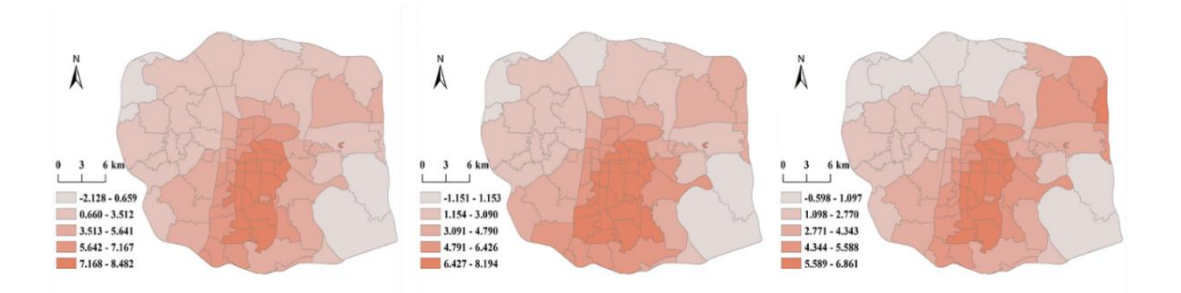 N
0 3 6 km
-2.128 - 0.659
0.660 - 3.512
3.513 - 5.641
5.642 - 7.167
7.168 - 8.482
N
0 3 6 km
-1.151 - 1.153
1.154 - 3.090
3.091 - 4.790
4.791 - 6.426
6.427 - 8.194
N
0 3 6 km
-0.598 - 1.097
1.098 - 2.770
2.771 - 4.343
4.344 - 5.588
5.589 - 6.861